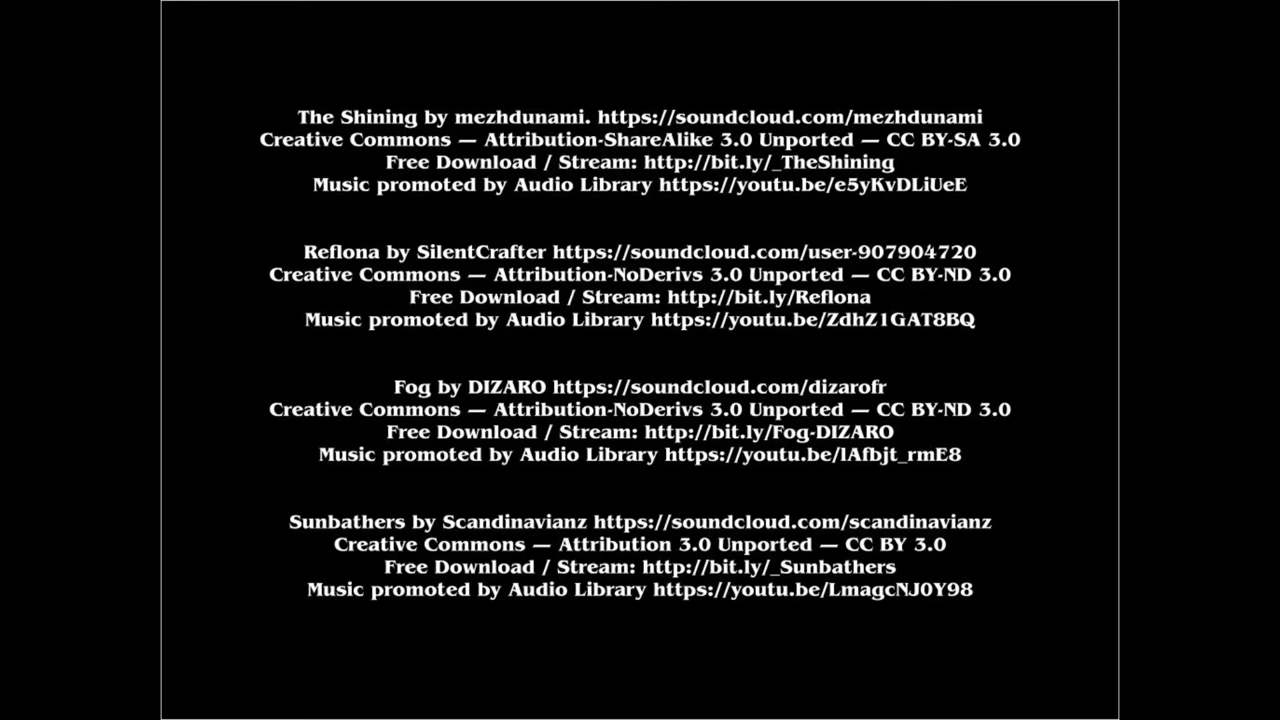 The Shining by mezhdunami. https://soundcloud.com/mezhdunami
Creative Commons — Attribution-ShareAlike 3.0 Unported — CC BY-SA 3.0
Free Download / Stream: http://bit.ly/_TheShining
Music promoted by Audio Library https://youtu.be/e5yKvDLiUeE
Reflona by SilentCrafter https://soundcloud.com/user-907904720
Creative Commons — Attribution-NoDerivs 3.0 Unported — CC BY-ND 3.0
Free Download / Stream: http://bit.ly/Reflona
Music promoted by Audio Library https://youtu.be/ZdhZ1GAT8BQ
Fog by DIZARO https://soundcloud.com/dizarofr
Creative Commons — Attribution-NoDerivs 3.0 Unported — CC BY-ND 3.0
Free Download / Stream: http://bit.ly/Fog-DIZARO
Music promoted by Audio Library https://youtu.be/lAfbjt_rmE8
Sunbathers by Scandinavianz https://soundcloud.com/scandinavianz
Creative Commons — Attribution 3.0 Unported — CC BY 3.0
Free Download / Stream: http://bit.ly/_Sunbathers
Music promoted by Audio Library https://youtu.be/LmagcNJ0Y98